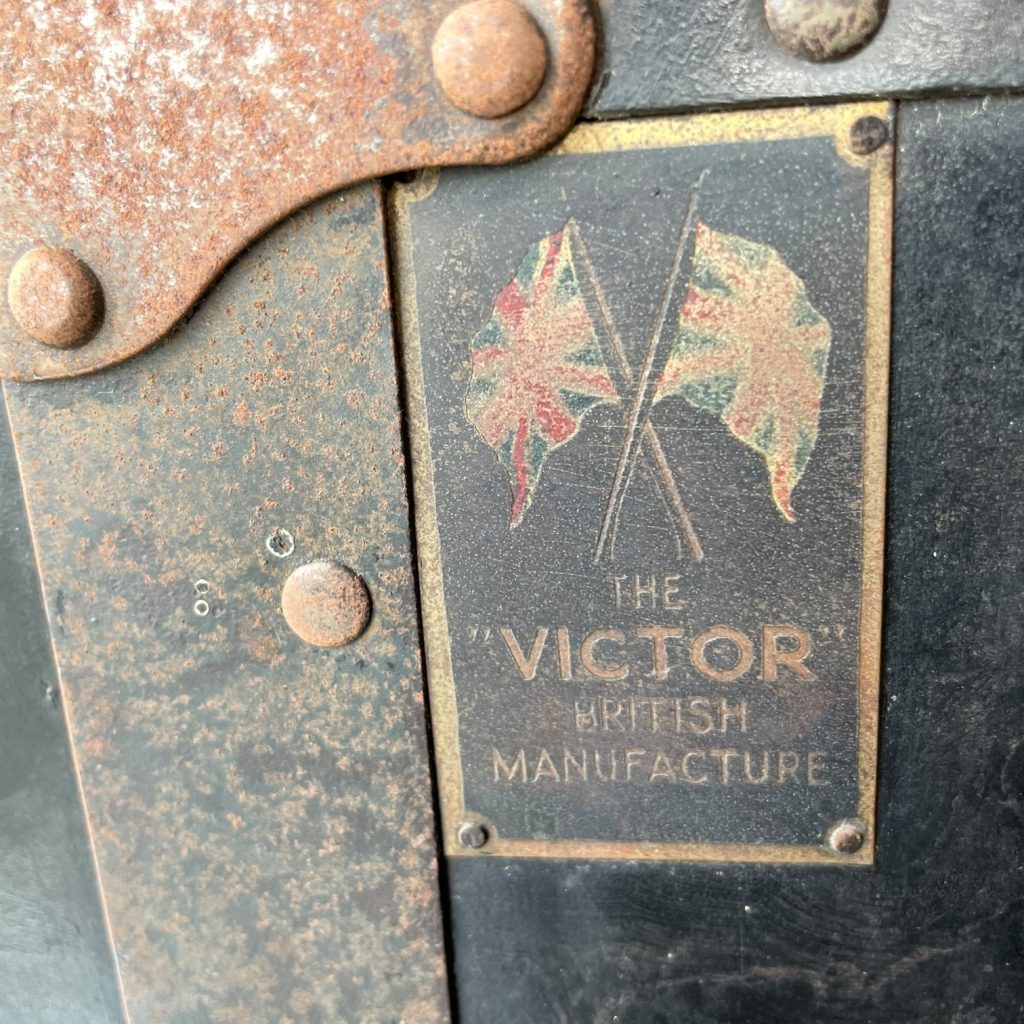 THE
"VICTOR"
BRITISH
MANUFACTURE